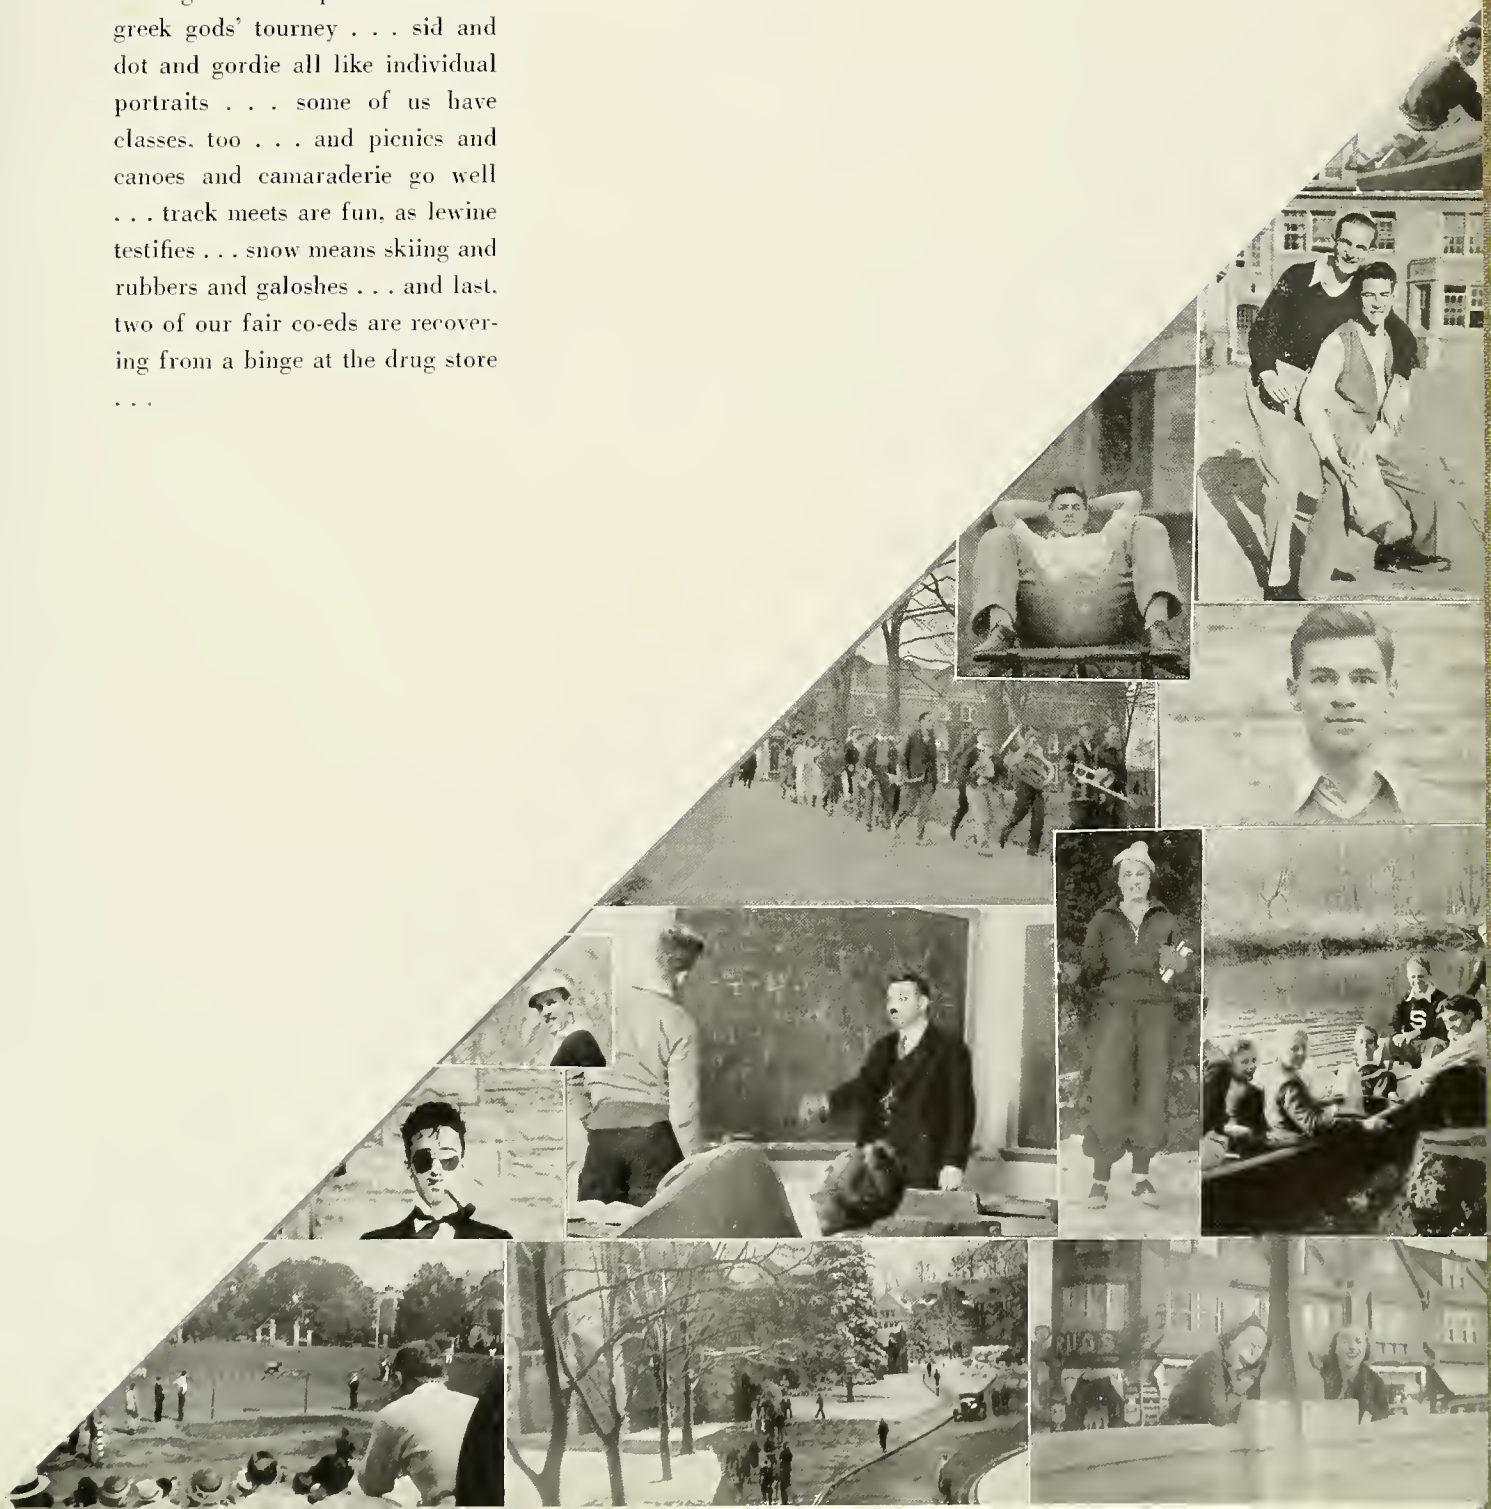 greek gods' tourney . . . sid and
dot and gordie all like individual
portraits . . . some of us have
classes, too . . . and picnics and
canoes and camaraderie go well
. . . track meets are fun, as lewine
testifies . . . snow means skiing and
rubbers and galoshes . . . and last,
two of our fair co-eds are recover-
ing from a binge at the drug store
. . .
S